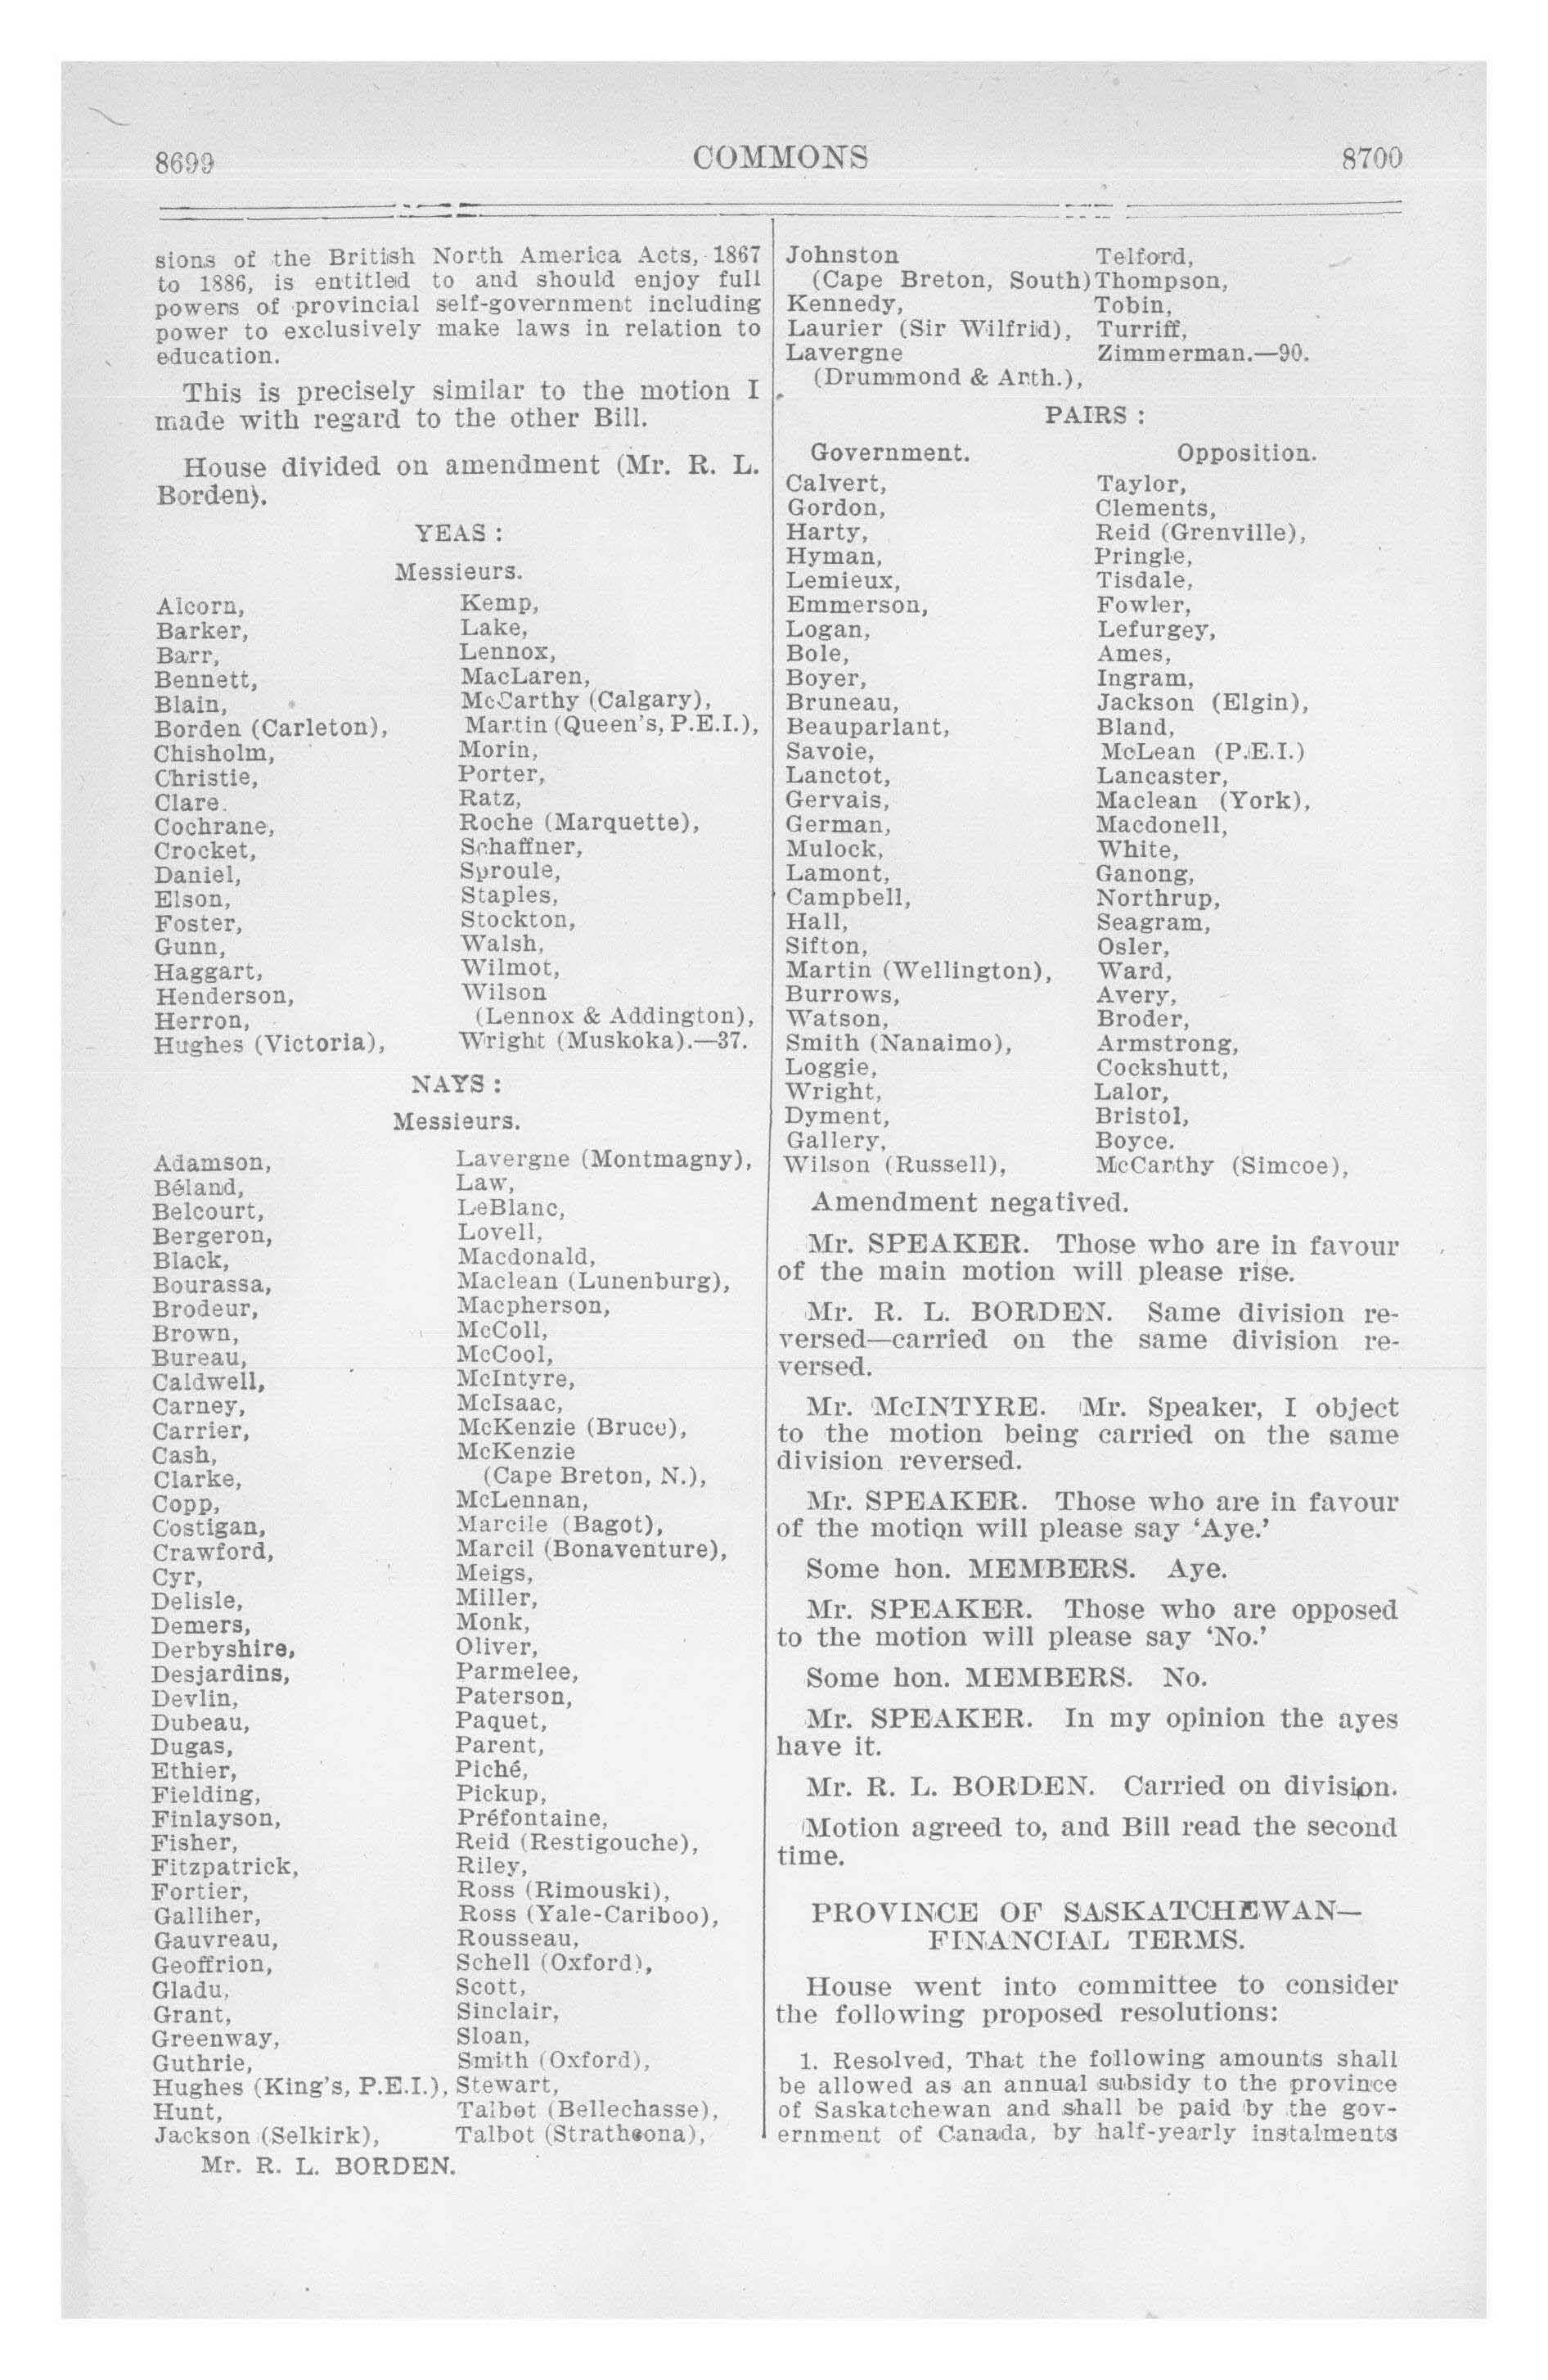 8699
COMMONS
8700
sions of the British North America Acts, 1867
to 1886, is entitled to and should enjoy full
powers of provincial self-government including
power to exclusively make laws in relation to
education.
This is precisely similar to the motion I
made with regard to the other Bill.
House divided on amendment (Mr. R. L.
Borden).
YEAS :
Messieurs.
Alcorn,
Barker,
Barr,
Bennett,
Blain,
Borden (Carleton),
Chisholm,
Christie,
Clare.
Cochrane,
Crocket,
Daniel,
Elson,
Foster,
Gunn,
Haggart,
Henderson,
Herron,
Hughes (Victoria),
Kemp,
Lake,
Lennox,
MacLaren,
McCarthy (Calgary),
Martin (Queen's, P.E.I.),
Morin,
Porter,
Ratz,
Roche (Marquette),
Schaffner,
Sproule,
Staples,
Stockton,
Walsh,
Wilmot,
Wilson
(Lennox & Addington),
Wright (Muskoka).—37.
NAYS :
Messieurs.
Adamson,
Béland,
Belcourt,
Bergeron,
Black,
Bourassa,
Brodeur,
Brown,
Bureau,
Caldwell,
Carney,
Carrier,
Cash,
Clarke,
Copp,
Costigan,
Crawford,
Cyr,
Delisle,
Demers,
Derbyshire,
Desjardins,
Devlin,
Dubeau,
Dugas,
Ethier,
Fielding,
Finlayson,
Fisher,
Fitzpatrick,
Fortier,
Galliher,
Gauvreau,
Geoffrion,
Gladu,
Grant,
Greenway,
Guthrie,
Hughes (King's, P.E.I.),
Hunt,
Jackson (Selkirk),
Lavergne (Montmagny),
Law,
LeBlanc,
Lovell,
Macdonald,
Maclean (Lunenburg),
Macpherson,
McColl,
McCool,
McIntyre,
McIsaac,
McKenzie (Bruce),
McKenzie
(Cape Breton, N.),
McLennan,
Marcile (Bagot),
Marcil (Bonaventure),
Meigs,
Miller,
Monk,
Oliver,
Parmelee,
Paterson,
Paquet,
Parent,
Piché,
Pickup,
Préfontaine,
Reid (Restigouche),
Riley,
Ross (Rimouski),
Ross (Yale-Cariboo),
Rousseau,
Schell (Oxford),
Scott,
Sinclair,
Sloan,
Smith (Oxford),
Stewart,
Talbot (Bellechasse),
Talbot (Strathcona),
Mr. R. L. BORDEN.
Johnston
(Cape Breton, South)
Kennedy,
Laurier (Sir Wilfrid),
Lavergne
(Drummond & Arth.),
Telford,
Thompson,
Tobin,
Turriff,
Zimmerman.—90.
PAIRS :
Government. Opposition.
Calvert, Taylor,
Gordon, Clements,
Harty, Reid (Grenville),
Hyman, Pringle,
Lemieux, Tisdale,
Emmerson, Fowler,
Logan, Lefurgey,
Bole, Ames,
Boyer, Ingram,
Bruneau, Jackson (Elgin),
Beauparlant, Bland,
Savoie, McLean (P.E.I.)
Lanctot, Lancaster,
Gervais, Maclean (York),
German, Macdonell,
Mulock, White,
Lamont, Ganong,
Campbell, Northrup,
Hall, Seagram,
Sifton, Osler,
Martin (Wellington), Ward,
Burrows, Avery,
Watson, Broder,
Smith (Nanaimo), Armstrong,
Loggie, Cockshutt,
Wright, Lalor,
Dyment, Bristol,
Gallery, Boyce.
Wilson (Russell), McCarthy (Simcoe),
Amendment negatived.
Mr. SPEAKER. Those who are in favour
of the main motion will please rise.
Mr. R. L. BORDEN. Same division re-
versed—carried on the same division re-
versed.
Mr. McINTYRE. Mr. Speaker, I object
to the motion being carried on the same
division reversed.
Mr. SPEAKER. Those who are in favour
of the motion will please say 'Aye.'
Some hon. MEMBERS. Aye.
Mr. SPEAKER. Those who are opposed
to the motion will please say 'No.'
Some hon. MEMBERS. No.
Mr. SPEAKER. In my opinion the ayes
have it.
Mr. R. L. BORDEN. Carried on division.
Motion agreed to, and Bill read the second
time.
PROVINCE OF SASKATCHEWAN—
FINANCIAL TERMS.
House went into committee to consider
the following proposed resolutions:
1. Resolved, That the following amounts shall
be allowed as an annual subsidy to the province
of Saskatchewan and shall be paid by the gov-
ernment of Canada, by half-yearly instalments